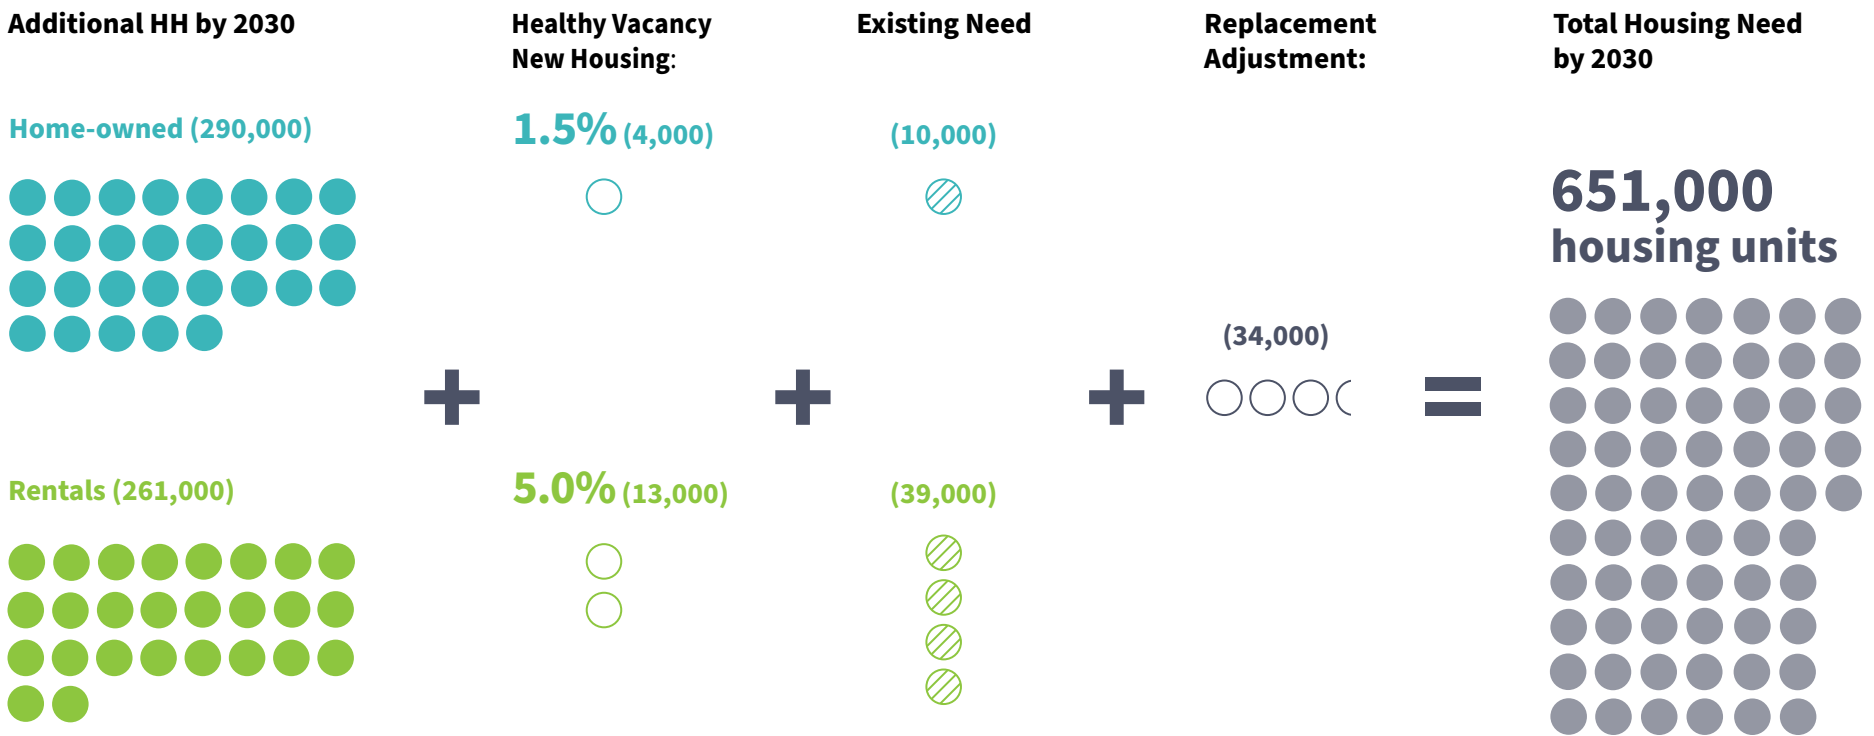 Additional HH by 2030
Healthy Vacancy
New Housing:
Existing Need
Replacement
Adjustment:
Total Housing Need
by 2030
Home-owned (290,000)
1.5% (4,000)
(10,000)
651,000
housing units
(34,000)
+
+
+
=
Rentals (261,000)
5.0% (13,000)
(39,000)